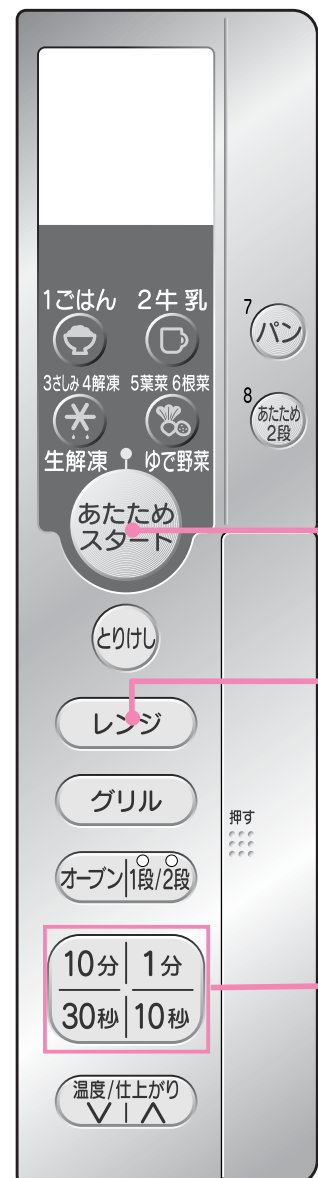 1ごはん 2牛乳
7
パン
3さしみ 4解凍 5葉菜 6根菜
8
あたため
2段
生解凍 ゆで野菜
あたため
スタート
とりけし
レンジ
グリル
押す
オーブン 1段/2段
10分 1分
30秒 10秒
温度/仕上がり